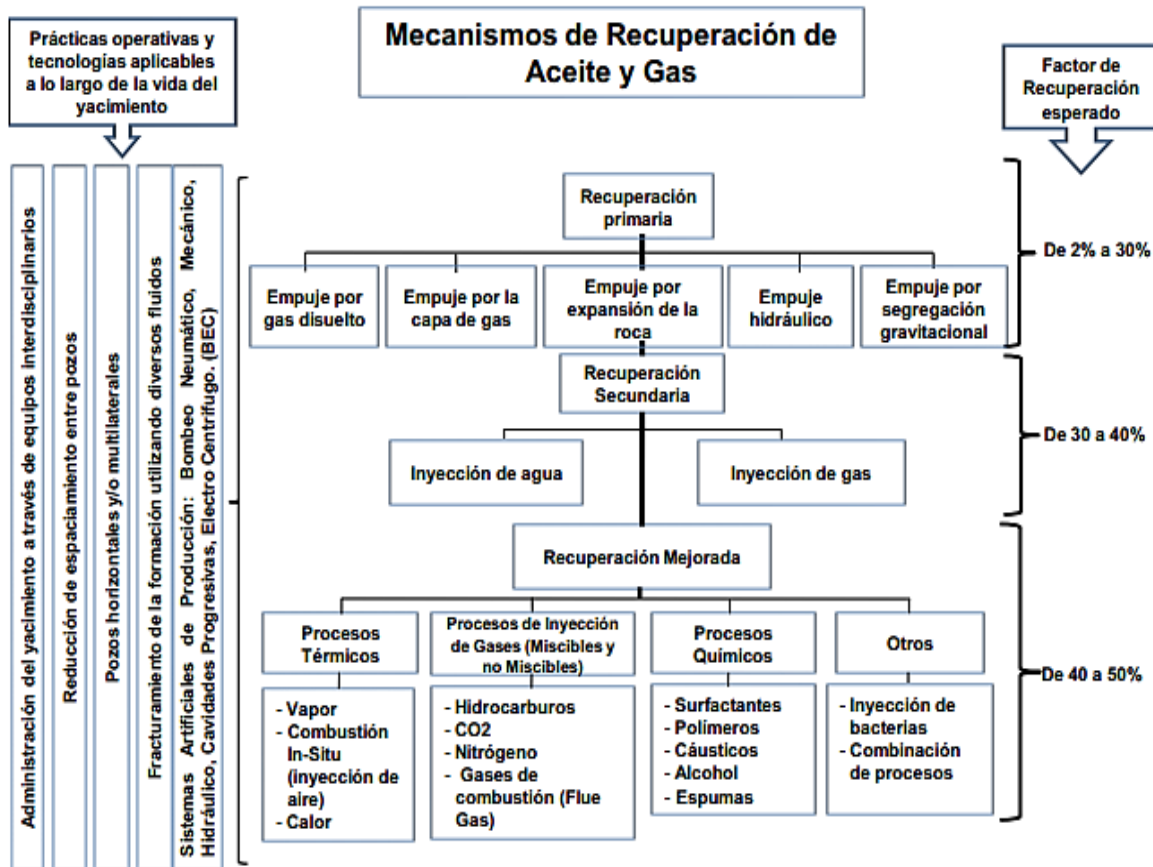 Prácticas operativas y
tecnologías aplicables
a lo largo de la vida del
yacimiento
Mecanismos de Recuperación de
Aceite y Gas
Factor de
Recuperación
esperado
Administración del yacimiento a través de equipos interdisciplinarios
Reducción de espaciamiento entre pozos
Pozos horizontales y/o multilaterales
Fracturamiento de la formación utilizando diversos fluidos
Sistemas Artificiales de Producción: Bombeo Neumático, Mecánico,
Hidráulico, Cavidades Progresivas, Electro Centrífugo. (BEC)
Recuperación
primaria
De 2% a 30%
Empuje por
gas disuelto
Empuje por la
capa de gas
Empuje por
expansión de la
roca
Empuje
hidráulico
Empuje por
segregación
gravitacional
Recuperación
Secundaria
De 30 a 40%
Inyección de agua
Inyección de gas
Recuperación Mejorada
De 40 a 50%
Procesos
Térmicos
Procesos de Inyección
de Gases (Miscibles y
no Miscibles)
Procesos
Químicos
Otros
- Vapor
- Combustión
In-Situ
(inyección de
aire)
- Calor
- Hidrocarburos
- CO2
- Nitrógeno
- Gases de
combustión (Flue
Gas)
- Surfactantes
- Polímeros
- Cáusticos
- Alcohol
- Espumas
- Inyección de
bacterias
- Combinación
de procesos